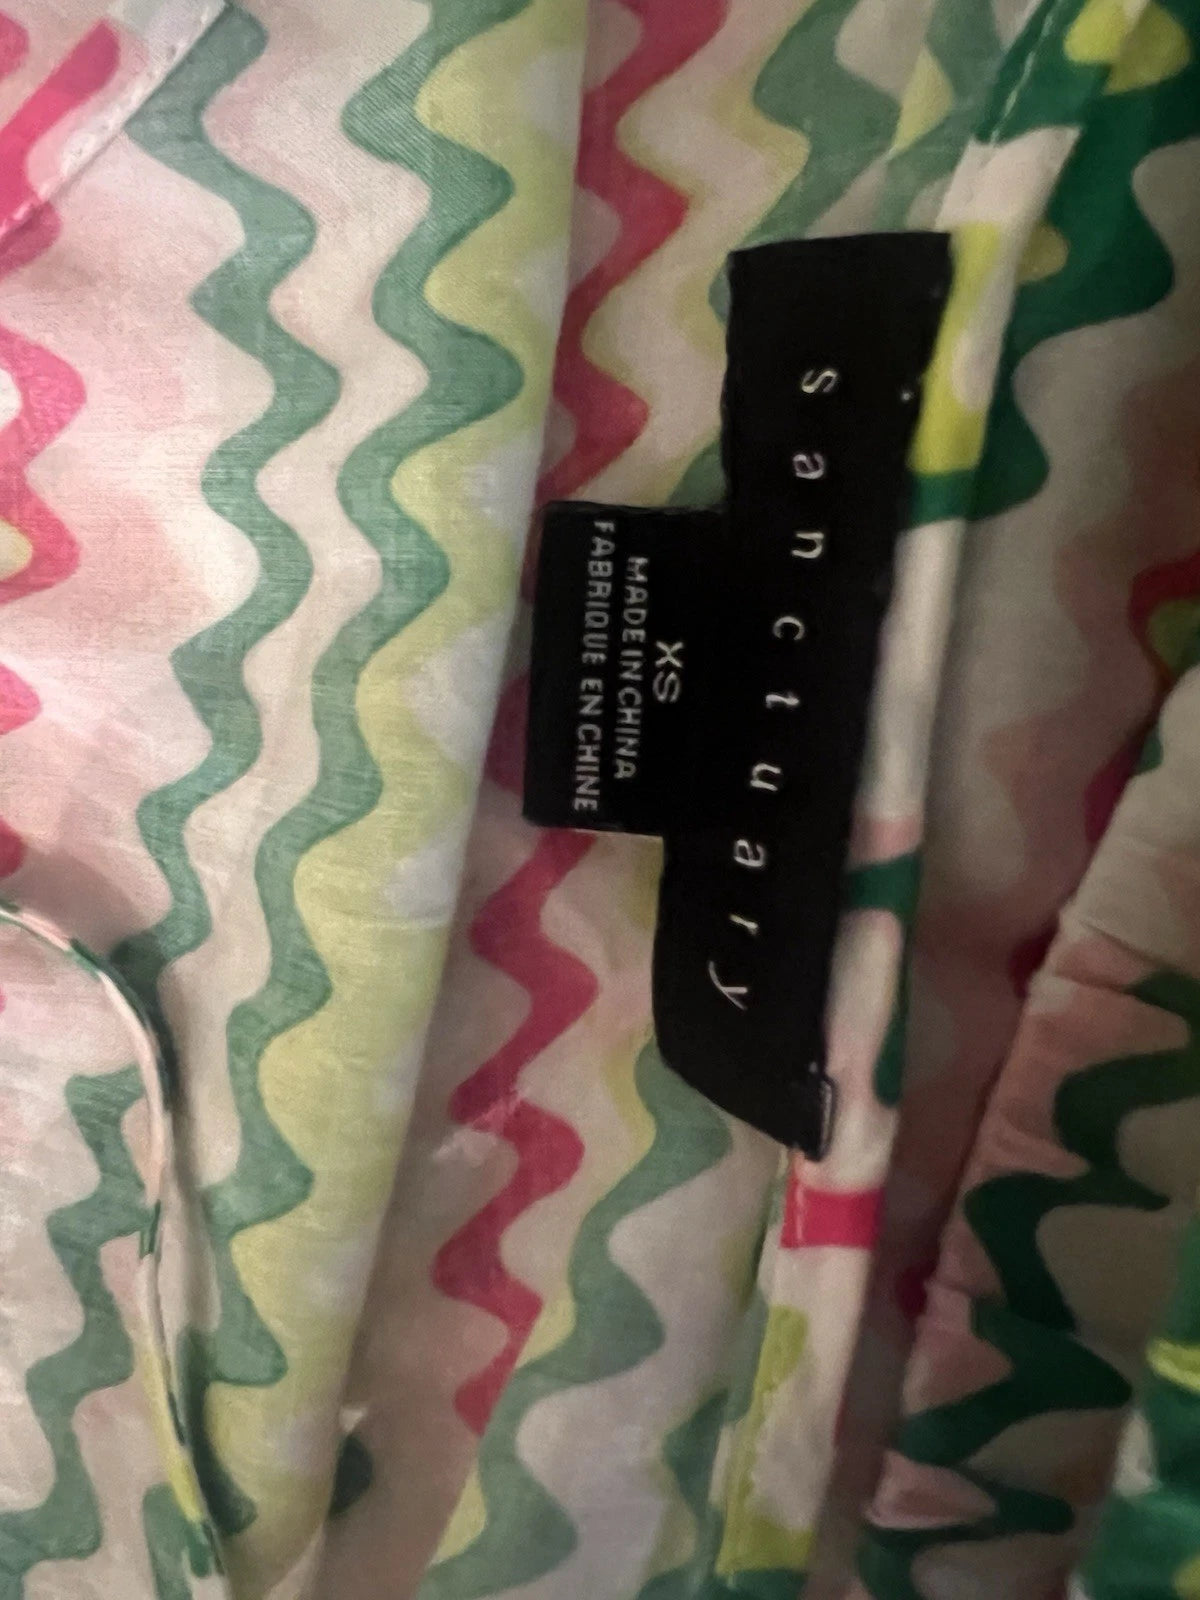 sanctuary
XS
MADE IN CHINA
FABRIQUE EN CHINE